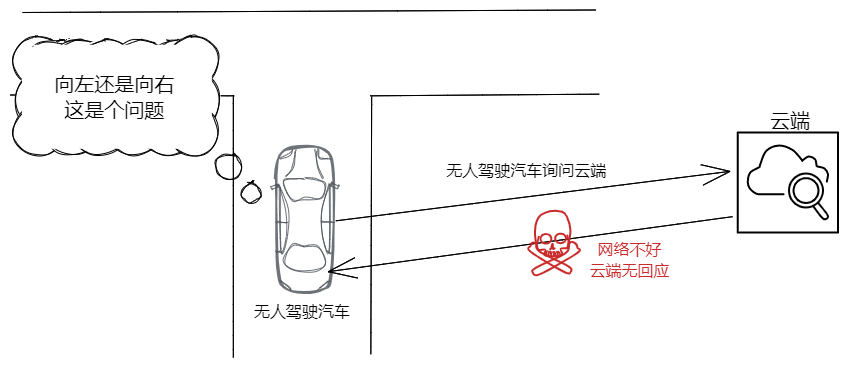 向左还是向右
这是个问题
云端
无人驾驶汽车询问云端
网络不好
云端无回应
无人驾驶汽车